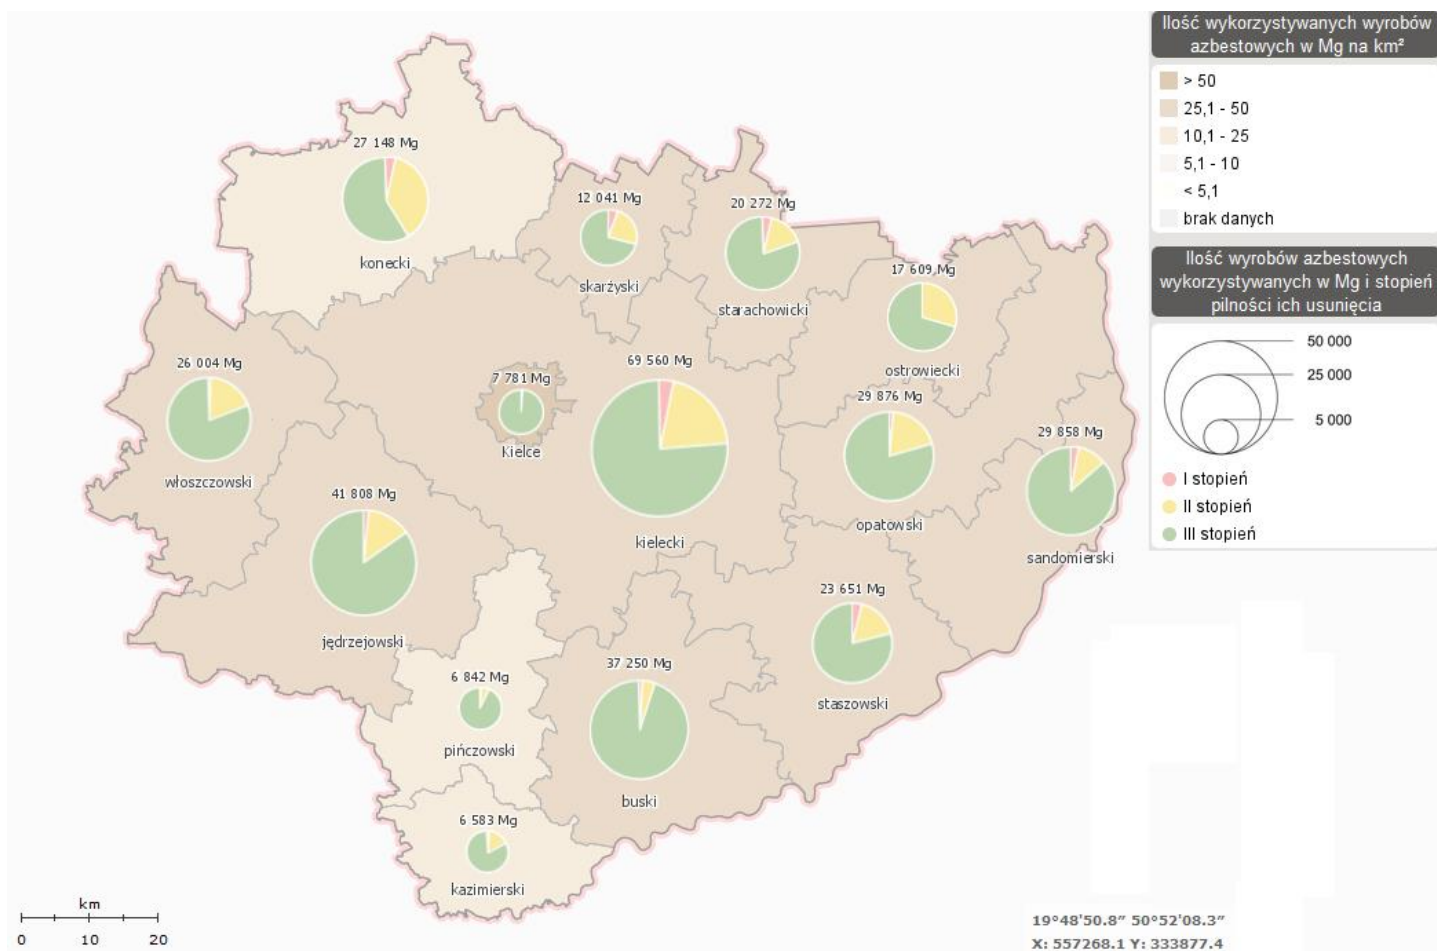 Ilość wykorzystywanych wyrobów
azbestowych w Mg na km²
> 50
25,1 - 50
10,1 - 25
5,1 - 10
< 5,1
brak danych
Ilość wyrobów azbestowych
wykorzystywanych w Mg i stopień
pilności ich usunięcia
50 000
25 000
5 000
I stopień
II stopień
III stopień
27 148 Mg
konecki
12 041 Mg
skarżyski
20 272 Mg
starachowicki
17 609 Mg
ostrowiecki
26 004 Mg
włoszczowski
7 781 Mg
Kielce
69 560 Mg
kielecki
29 876 Mg
opatowski
29 858 Mg
sandomierski
41 808 Mg
jędrzejowski
23 651 Mg
staszowski
6 842 Mg
pińczowski
37 250 Mg
buski
6 583 Mg
kazimierski
km
0 10 20
19°48'50.8" 50°52'08.3"
X: 557268.1 Y: 333877.4